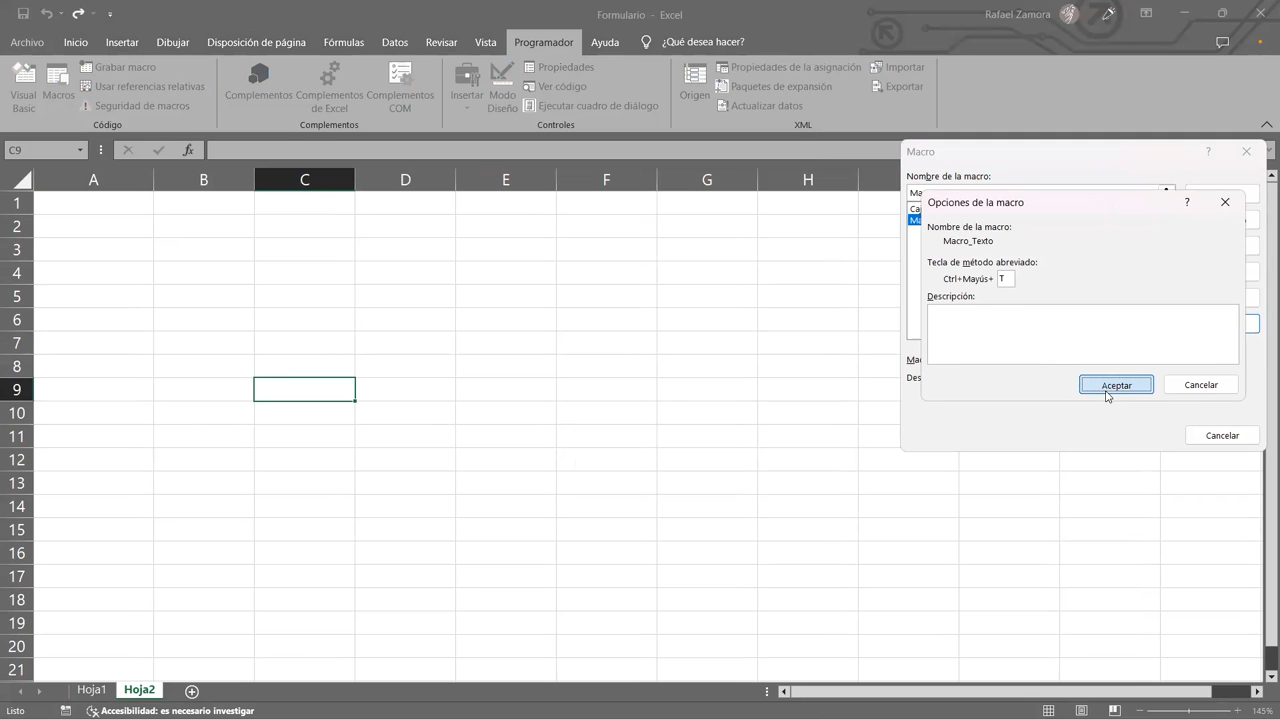 Formulario - Excel
Rafael Zamora
Archivo Inicio Insertar Dibujar Disposición de página Fórmulas Datos Revisar Vista Programador Ayuda ¿Qué desea hacer?
Visual Basic
Macros
Grabar macro
Usar referencias relativas
Seguridad de macros
Código
Complementos
Complementos de Excel
Complementos COM
Complementos
Insertar
Modo Diseño
Propiedades
Ver código
Ejecutar cuadro de diálogo
Controles
Origen
Propiedades de la asignación
Paquetes de expansión
Actualizar datos
Importar
Exportar
XML
C9
fx
A B C D E F G H
1
2
3
4
5
6
7
8
9
10
11
12
13
14
15
16
17
18
19
20
21
Macro
Nombre de la macro:
Opciones de la macro
Nombre de la macro:
Macro_Texto
Tecla de método abreviado:
Ctrl+Mayús+ T
Descripción:
Aceptar Cancelar
Cancelar
Hoja1 Hoja2
Listo
Accesibilidad: es necesario investigar
145%